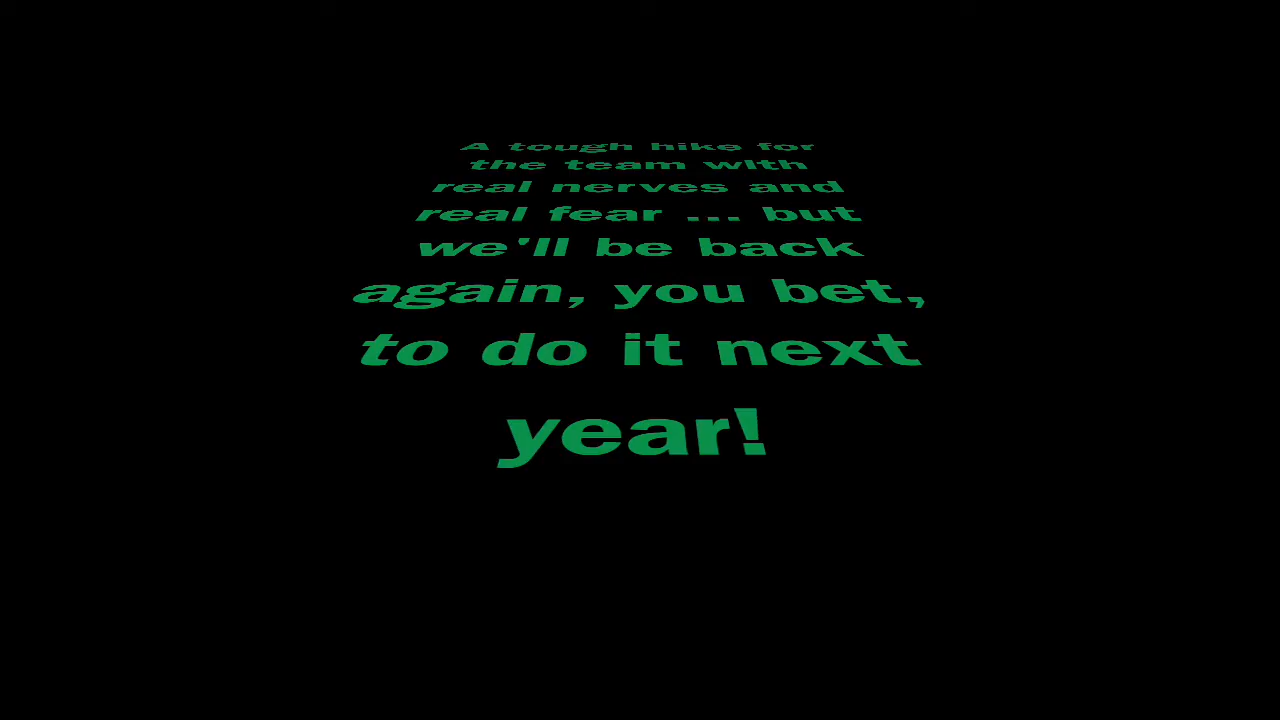 A tough hike for
the team with
real nerves and
real fear ... but
we'll be back
again, you bet,
to do it next
year!